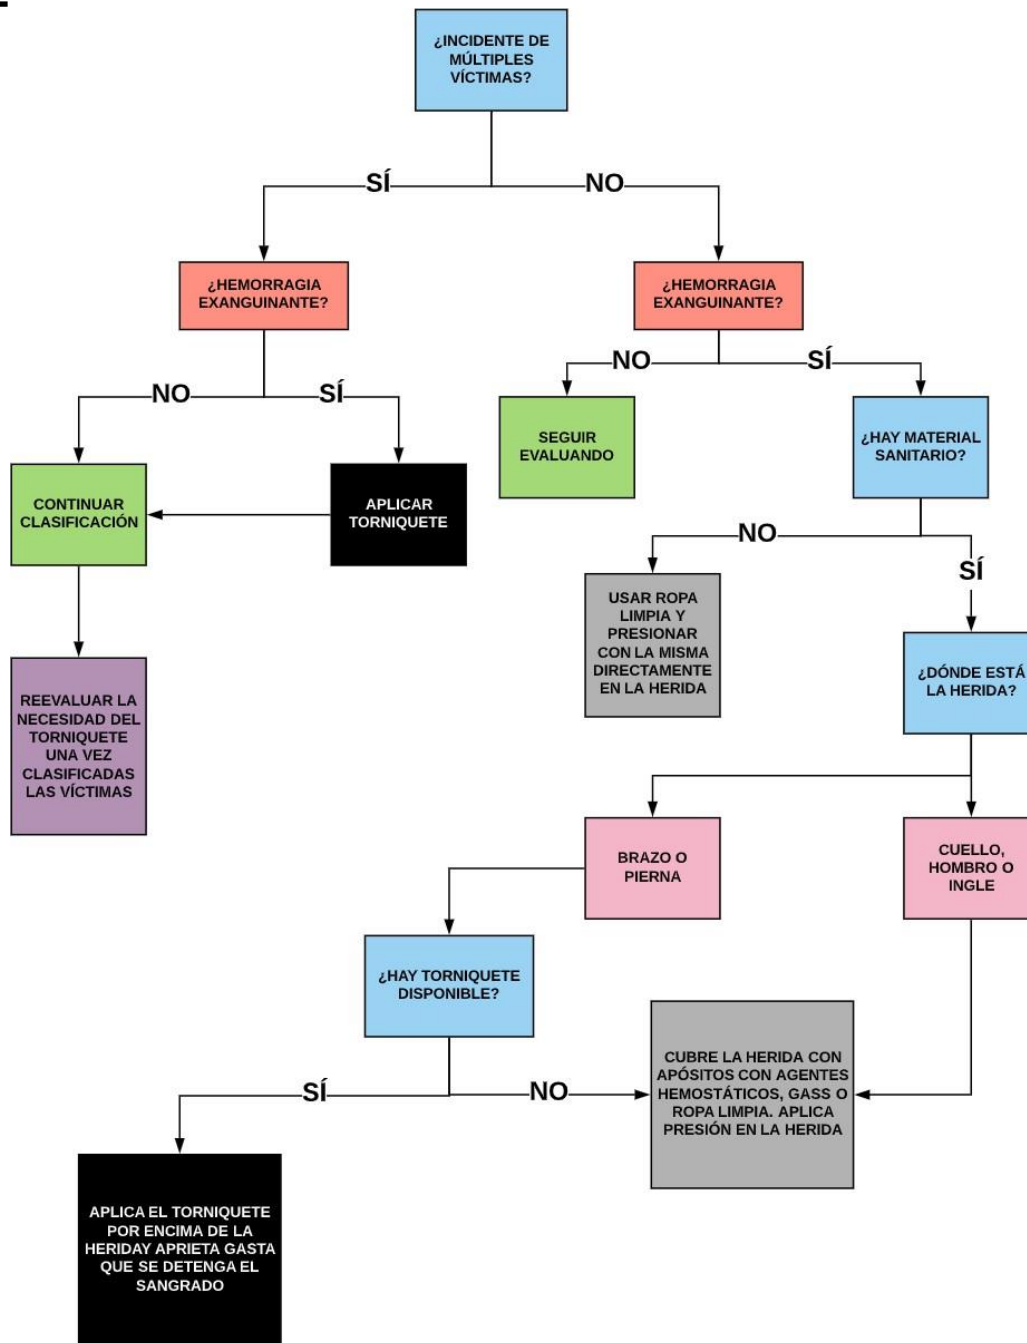 ¿INCIDENTE DE
MÚLTIPLES
VÍCTIMAS?
SÍ
NO
¿HEMORRAGIA
EXANGUINANTE?
¿HEMORRAGIA
EXANGUINANTE?
NO
SÍ
NO
SÍ
CONTINUAR
CLASIFICACIÓN
APLICAR
TORNIQUETE
SEGUIR
EVALUANDO
¿HAY MATERIAL
SANITARIO?
NO
SÍ
REEVALUAR LA
NECESIDAD DEL
TORNIQUETE
UNA VEZ
CLASIFICADAS
LAS VÍCTIMAS
USAR ROPA
LIMPIA Y
PRESIONAR
CON LA MISMA
DIRECTAMENTE
EN LA HERIDA
¿DÓNDE ESTÁ
LA HERIDA?
BRAZO O
PIERNA
CUELLO,
HOMBRO O
INGLE
¿HAY TORNIQUETE
DISPONIBLE?
SÍ
NO
CUBRE LA HERIDA CON
APÓSITOS CON AGENTES
HEMOSTÁTICOS, GASS O
ROPA LIMPIA. APLICA
PRESIÓN EN LA HERIDA
APLICA EL TORNIQUETE
POR ENCIMA DE LA
HERIDAY APRIETA GASTA
QUE SE DETENGA EL
SANGRADO